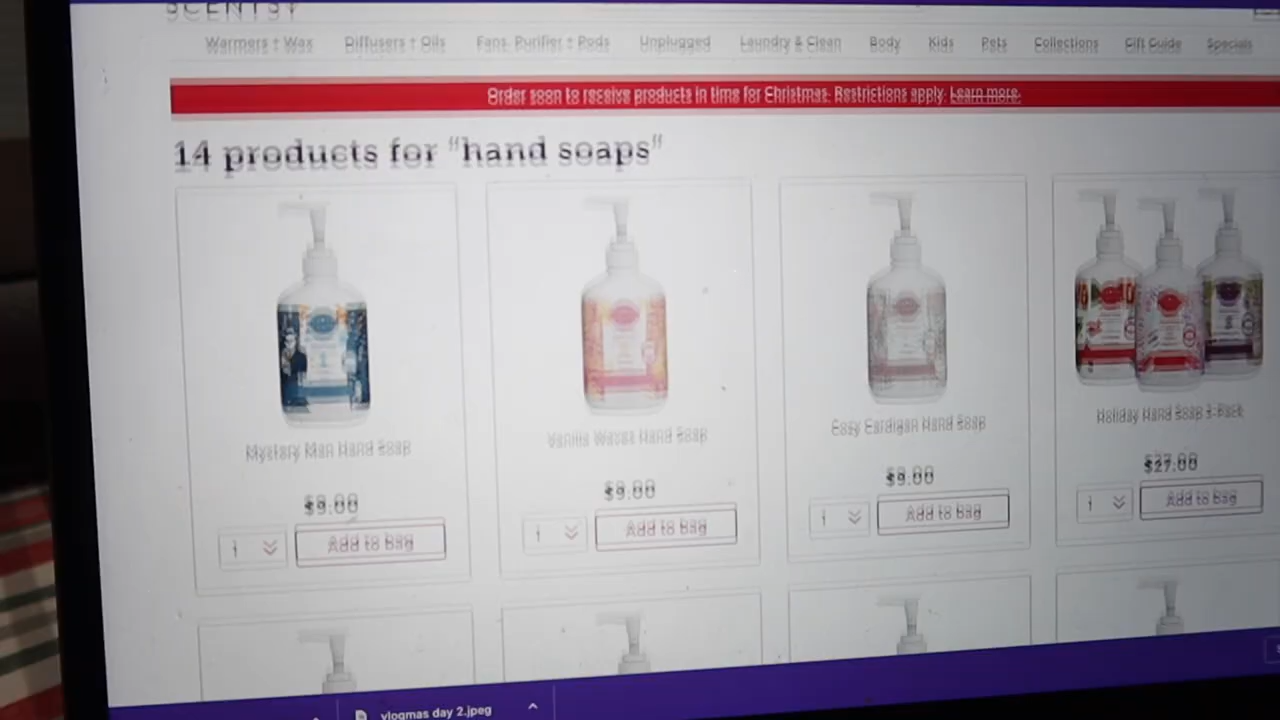 SCENTSY
Warmers + Wax Diffusers + Oils Fans, Purifier + Pods Unplugged Laundry & Clean Body Kids Pets Collections Gift Guide Specials
Order soon to receive products in time for Christmas. Restrictions apply. Learn more.
14 products for "hand soaps"
Mystery Man Hand Soap
$9.00
1 Add to Bag
Vanilla Waves Hand Soap
$9.00
1 Add to Bag
Cozy Cardigan Hand Soap
$9.00
1 Add to Bag
Holiday Hand Soap 3-Pack
$27.00
1 Add to Bag
vlogmas day 2.jpeg